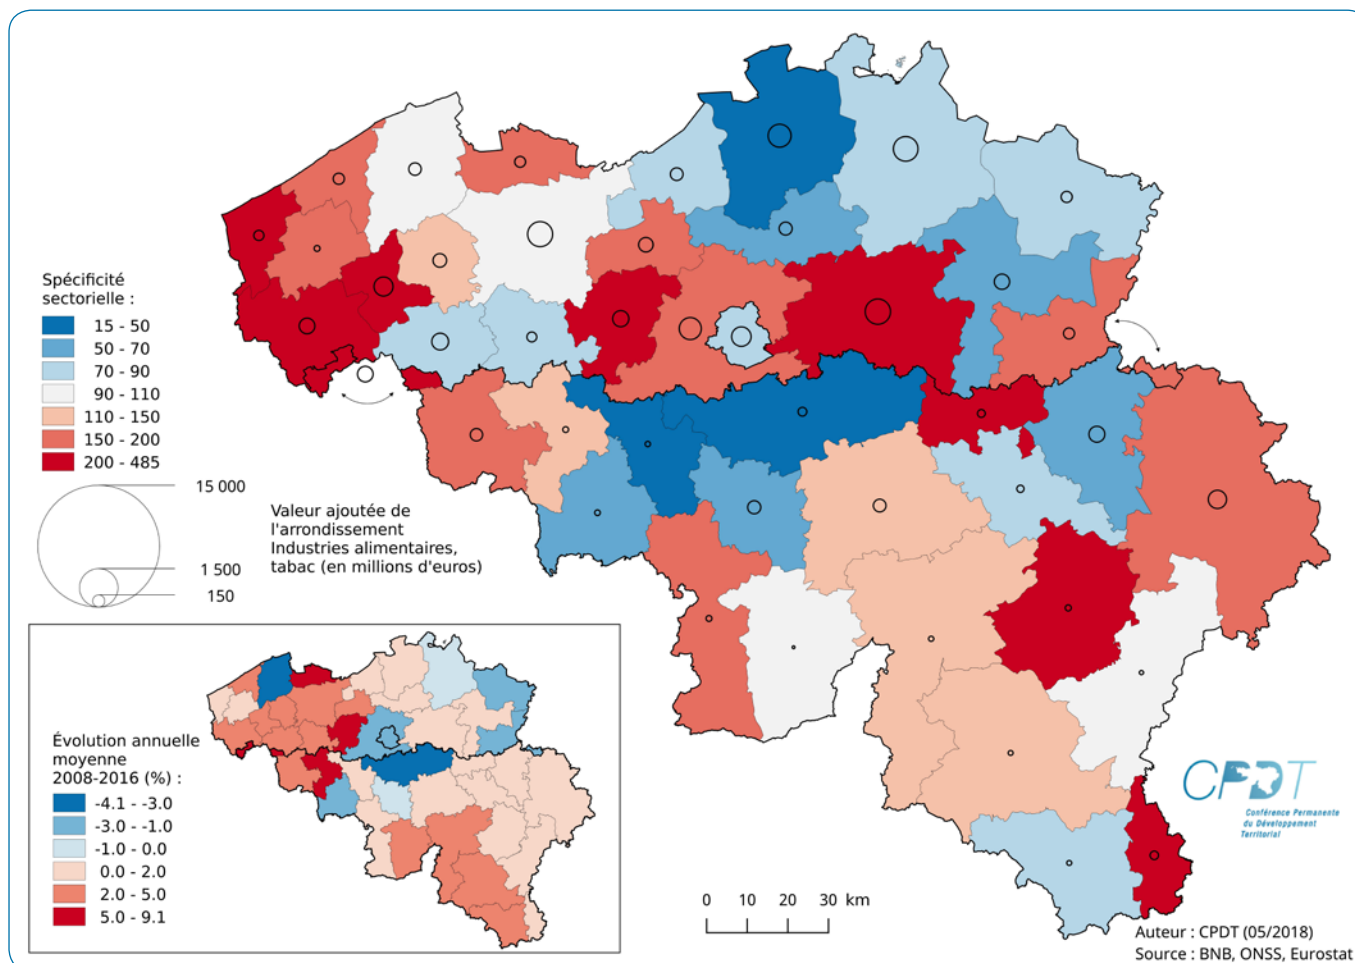 Spécificité
sectorielle :
15 - 50
50 - 70
70 - 90
90 - 110
110 - 150
150 - 200
200 - 485
15 000
1 500
150
Valeur ajoutée de
l'arrondissement
Industries alimentaires,
tabac (en millions d'euros)
Évolution annuelle
moyenne
2008-2016 (%) :
-4.1 - -3.0
-3.0 - -1.0
-1.0 - 0.0
0.0 - 2.0
2.0 - 5.0
5.0 - 9.1
0 10 20 30 km
CPDT
Conférence Permanente
du Développement
Territorial
Auteur : CPDT (05/2018)
Source : BNB, ONSS, Eurostat